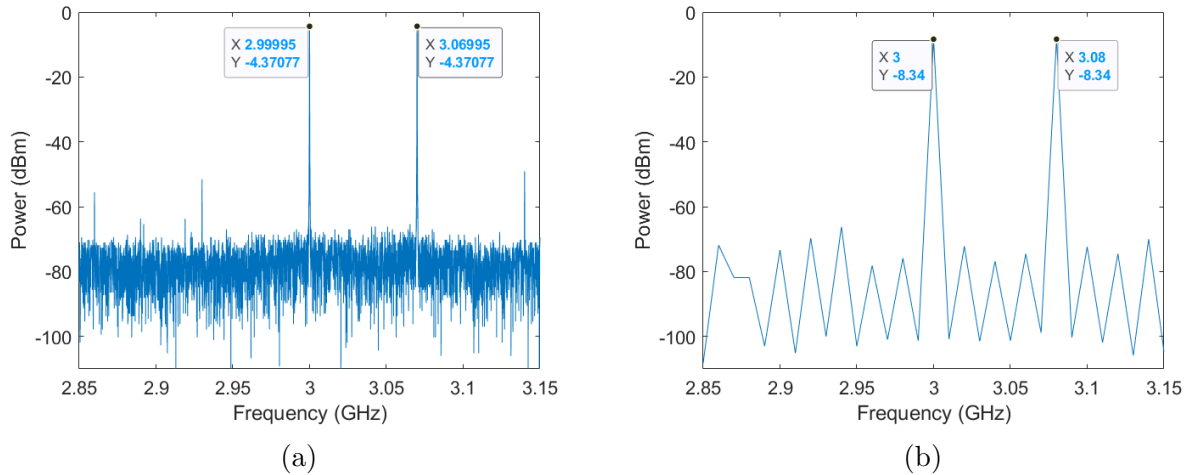 0
-20
-40
-60
-80
-100
Power (dBm)
X 2.99995
Y -4.37077
X 3.06995
Y -4.37077
2.85 2.9 2.95 3 3.05 3.1 3.15
Frequency (GHz)
(a)
0
-20
-40
-60
-80
-100
Power (dBm)
X 3
Y -8.34
X 3.08
Y -8.34
2.85 2.9 2.95 3 3.05 3.1 3.15
Frequency (GHz)
(b)